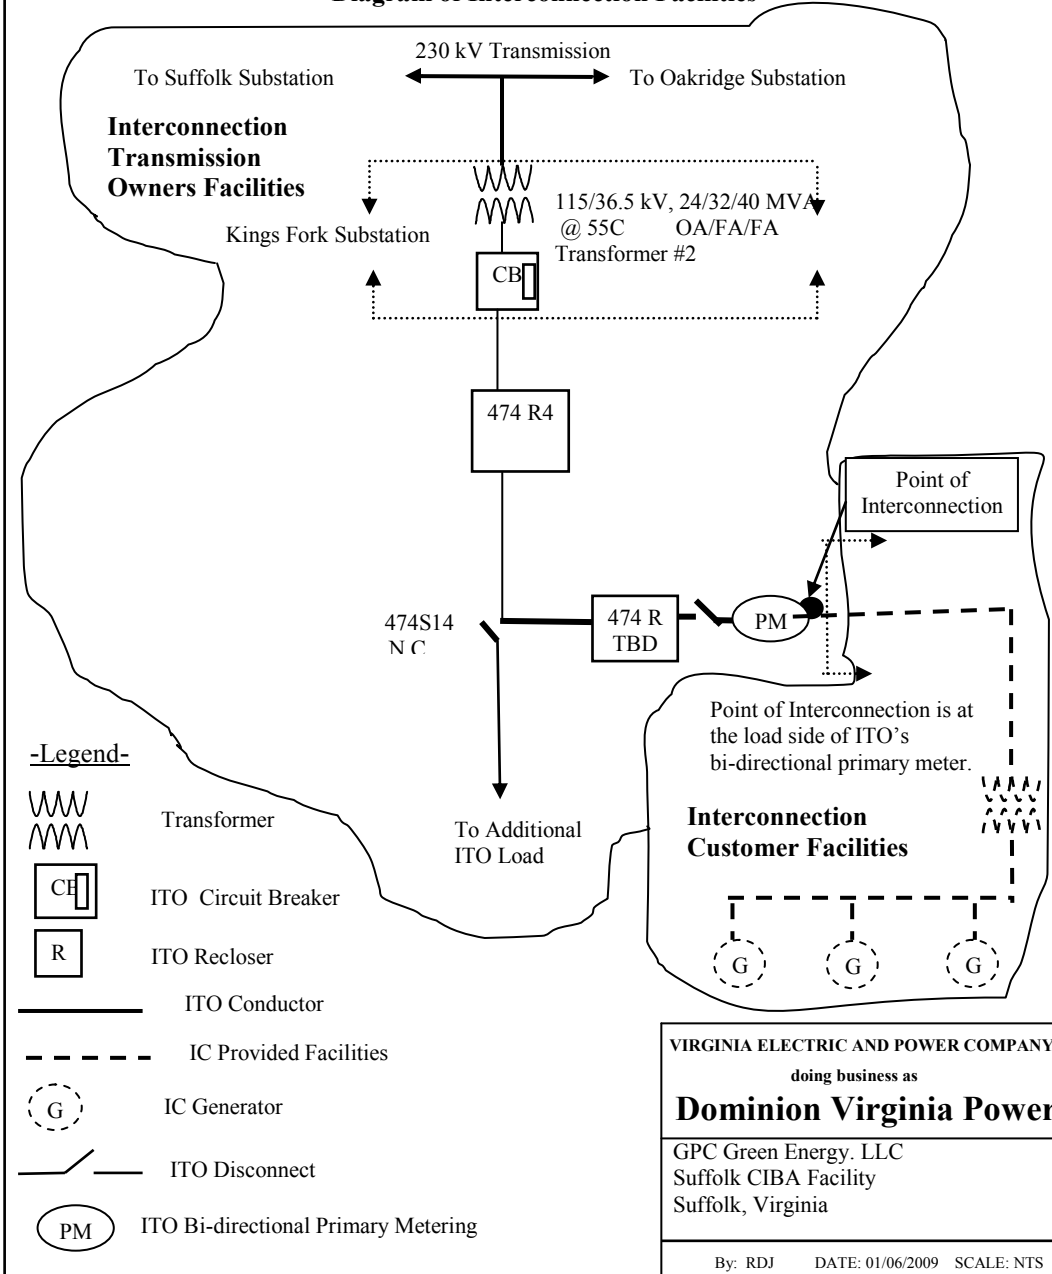 Diagram of Interconnection Facilities
230 kV Transmission
To Suffolk Substation
To Oakridge Substation
Interconnection
Transmission
Owners Facilities
115/36.5 kV, 24/32/40 MVA
@ 55C OA/FA/FA
Transformer #2
Kings Fork Substation
CB
474 R4
Point of
Interconnection
474S14
N C
474 R
TBD
PM
Point of Interconnection is at
the load side of ITO’s
bi-directional primary meter.
-Legend-
Transformer
To Additional
ITO Load
Interconnection
Customer Facilities
CB
ITO Circuit Breaker
R
ITO Recloser
G
G
G
ITO Conductor
IC Provided Facilities
G
IC Generator
ITO Disconnect
PM
ITO Bi-directional Primary Metering
VIRGINIA ELECTRIC AND POWER COMPANY
doing business as
Dominion Virginia Power
GPC Green Energy. LLC
Suffolk CIBA Facility
Suffolk, Virginia
By: RDJ DATE: 01/06/2009 SCALE: NTS